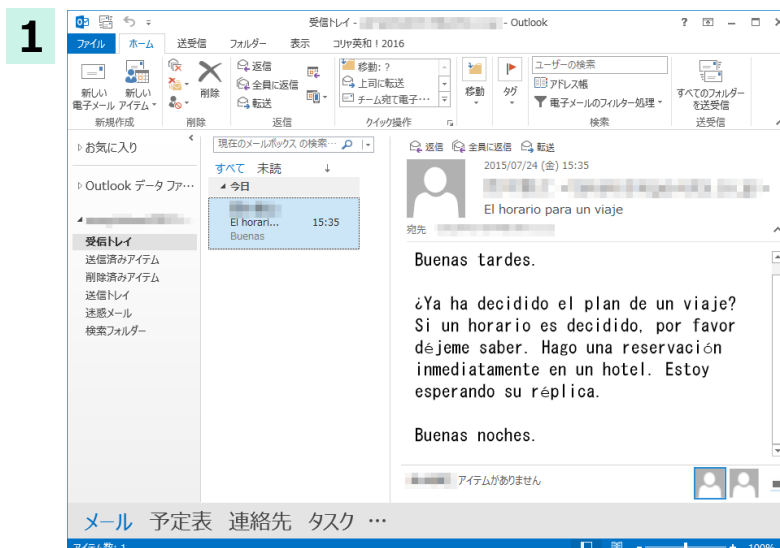 1
受信トレイ - - Outlook
ファイル ホーム 送受信 フォルダー 表示 コリャ英和！2016
新しい電子メール
新しいアイテム
削除
返信
全員に返信
転送
移動: ?
上司に転送
チーム宛て電子…
移動
タグ
ユーザーの検索
アドレス帳
電子メールのフィルター処理
すべてのフォルダーを送受信
新規作成 削除 返信 クイック操作 検索 送受信
お気に入り
Outlook データ ファ…
受信トレイ
送信済みアイテム
削除済みアイテム
送信トレイ
迷惑メール
検索フォルダー
現在のメールボックス の検索…
すべて 未読 ↓
今日
El horari... 15:35
Buenas
返信 全員に返信 転送
2015/07/24 (金) 15:35
El horario para un viaje
宛先
Buenas tardes.
¿Ya ha decidido el plan de un viaje?
Si un horario es decidido, por favor
déjeme saber. Hago una reservación
inmediatamente en un hotel. Estoy
esperando su réplica.
Buenas noches.
アイテムがありません
メール 予定表 連絡先 タスク …
アイテム数: 1
100%